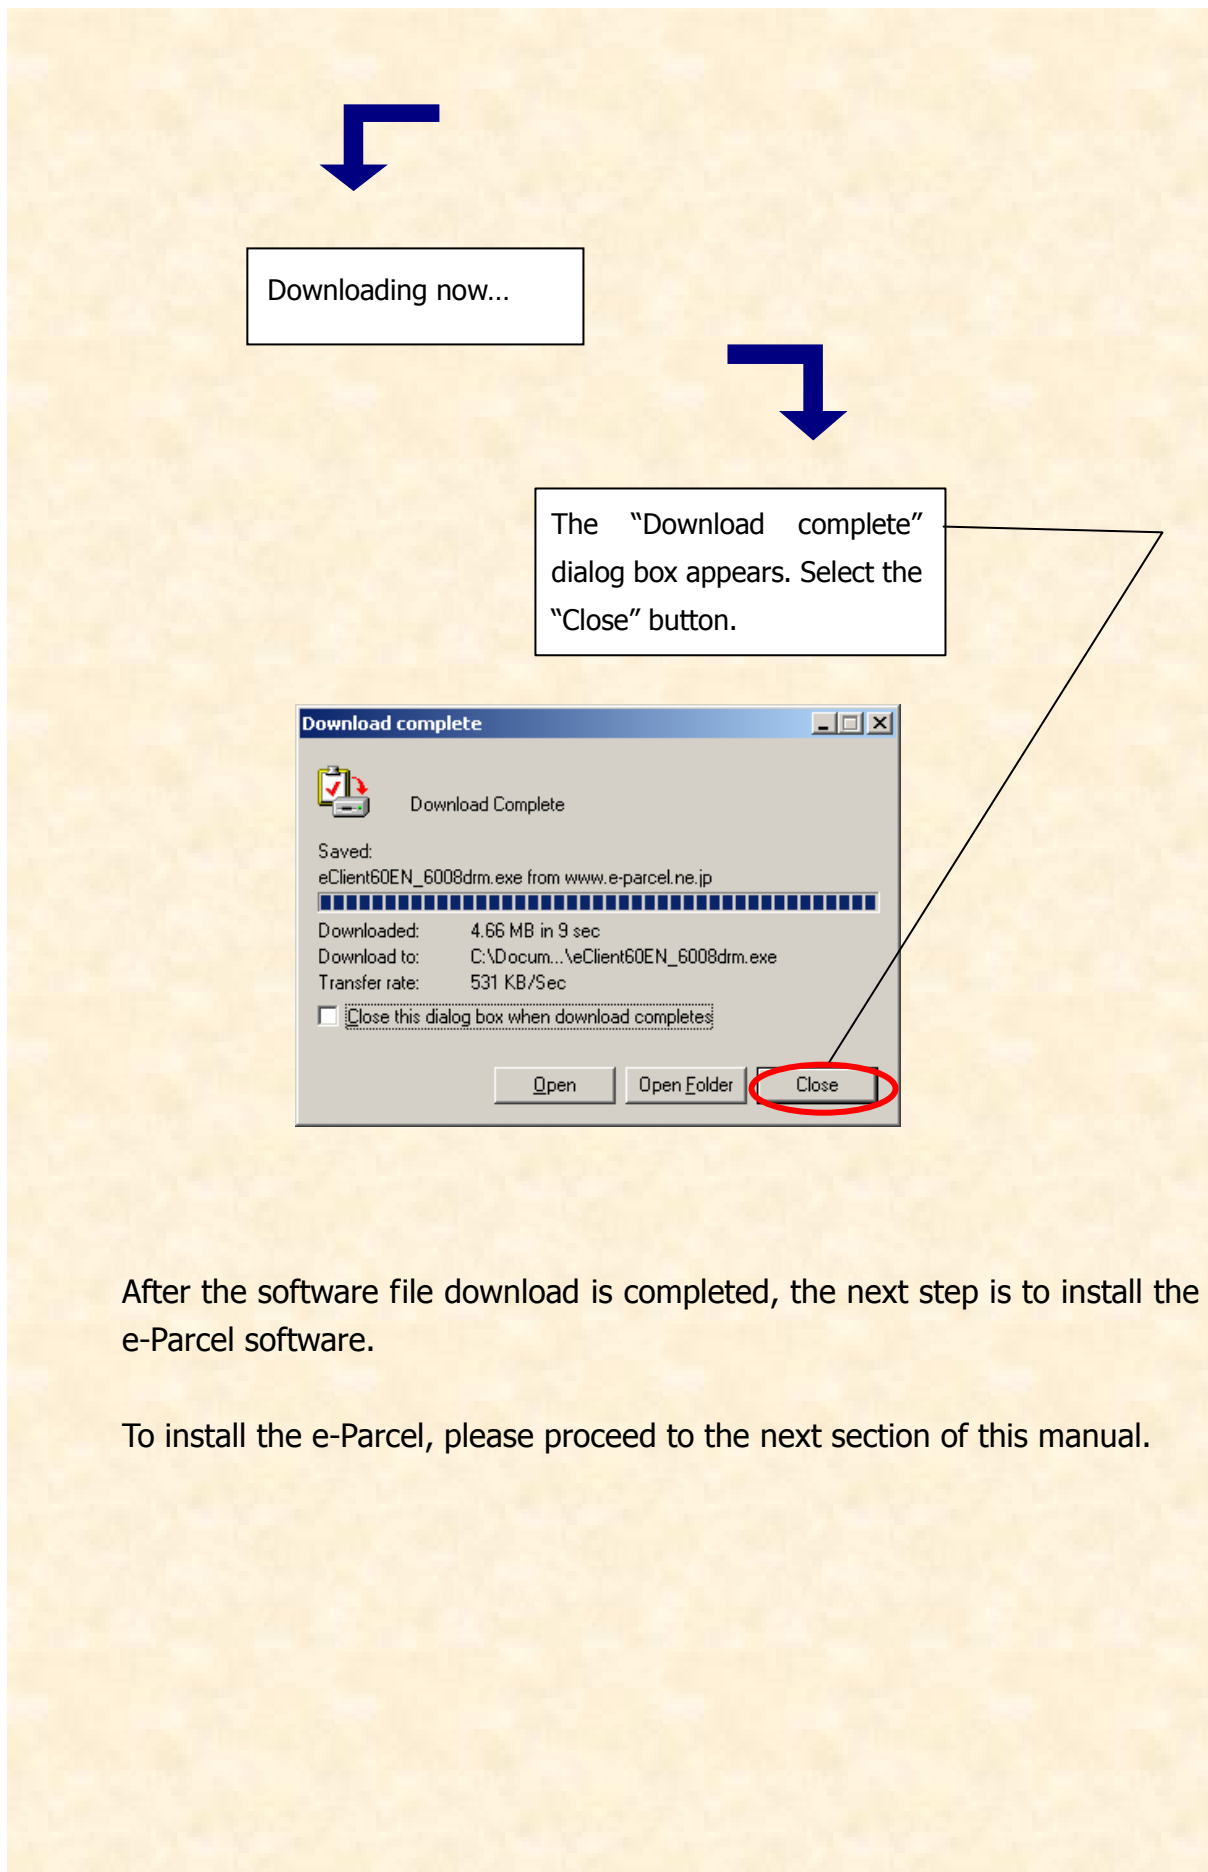 Downloading now…
The “Download complete”
dialog box appears. Select the
“Close” button.
Download complete
Download Complete
Saved:
eClient60EN_6008drm.exe from www.e-parcel.ne.jp
Downloaded: 4.66 MB in 9 sec
Download to: C:\Docum...\eClient60EN_6008drm.exe
Transfer rate: 531 KB/Sec
Close this dialog box when download completes
Open Open Folder Close
After the software file download is completed, the next step is to install the
e-Parcel software.
To install the e-Parcel, please proceed to the next section of this manual.